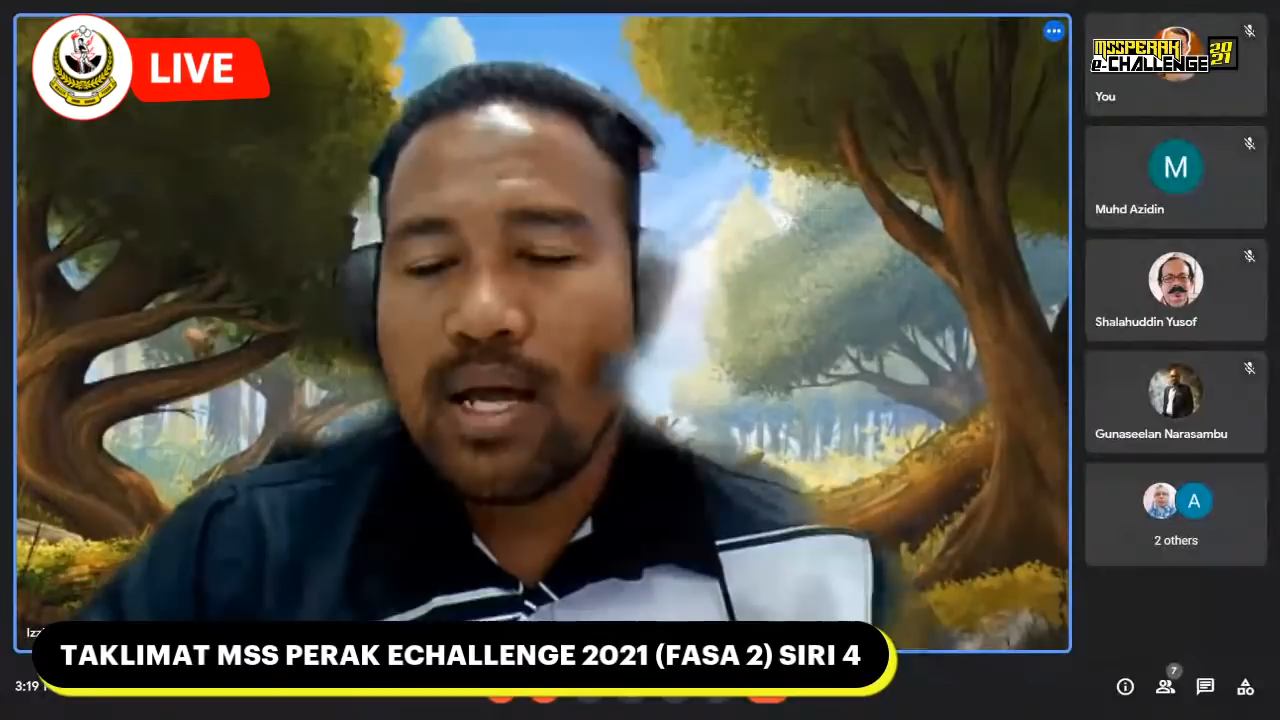 LIVE
MSSPERAK
e-CHALLENGE
2021
You
M
Muhd Azidin
Shalahuddin Yusof
Gunaseelan Narasambu
A
2 others
TAKLIMAT MSS PERAK ECHALLENGE 2021 (FASA 2) SIRI 4
3:19
7